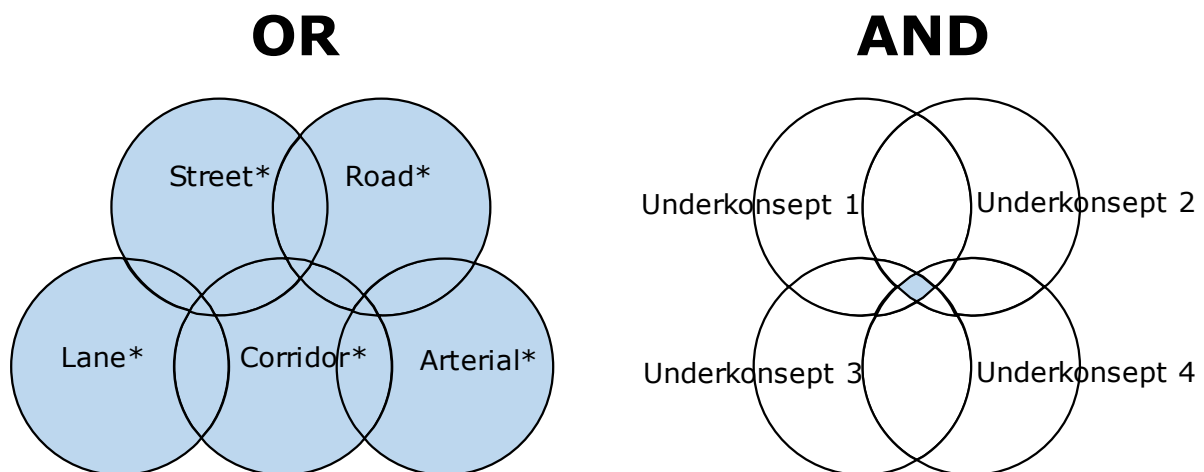 OR
AND
Street*
Road*
Underkonsept 1
Underkonsept 2
Lane*
Corridor*
Arterial*
Underkonsept 3
Underkonsept 4